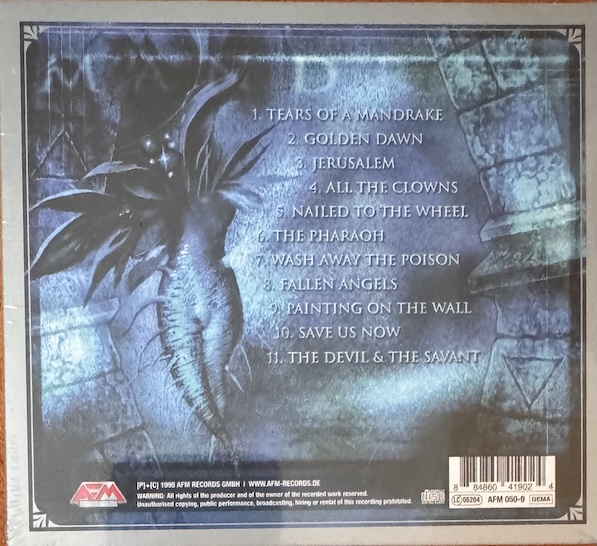 1. TEARS OF A MANDRAKE
2. GOLDEN DAWN
3. JERUSALEM
4. ALL THE CLOWNS
5. NAILED TO THE WHEEL
6. THE PHARAOH
7. WASH AWAY THE POISON
8. FALLEN ANGELS
9. PAINTING ON THE WALL
10. SAVE US NOW
11. THE DEVIL & THE SAVANT
AFM
RECORDS
[P]+[C] 1998 AFM RECORDS GMBH | WWW.AFM-RECORDS.DE
WARNING: All rights of the producer and of the owner of the recorded work reserved.
Unauthorised copying, public performance, broadcasting, hiring or rental of this recording prohibited.
8 84860 41902 4
LC 05204 AFM 050-9 GEMA